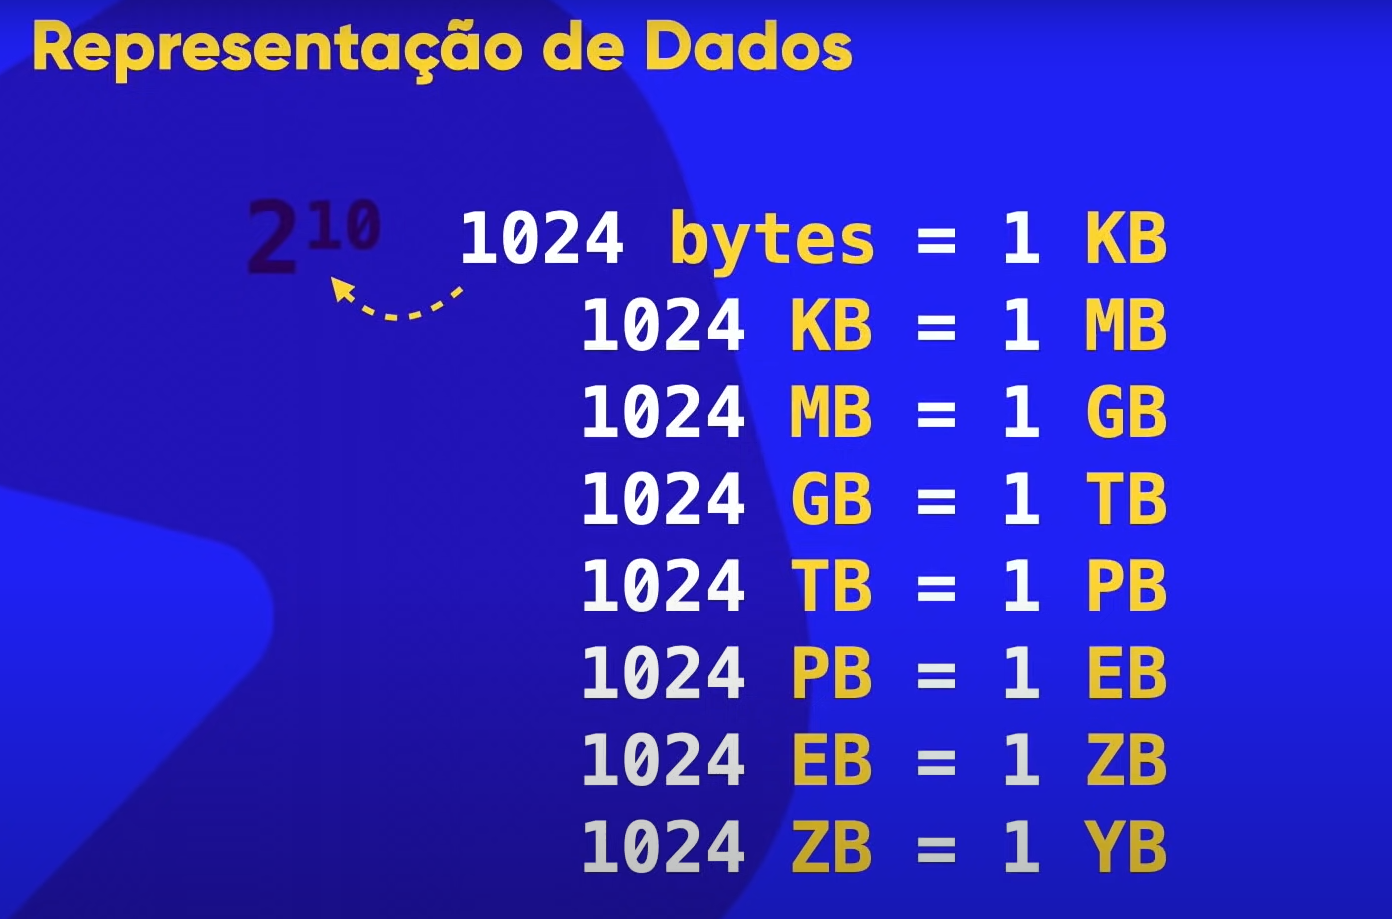 Representação de Dados
2¹⁰ 1024 bytes = 1 KB
1024 KB = 1 MB
1024 MB = 1 GB
1024 GB = 1 TB
1024 TB = 1 PB
1024 PB = 1 EB
1024 EB = 1 ZB
1024 ZB = 1 YB